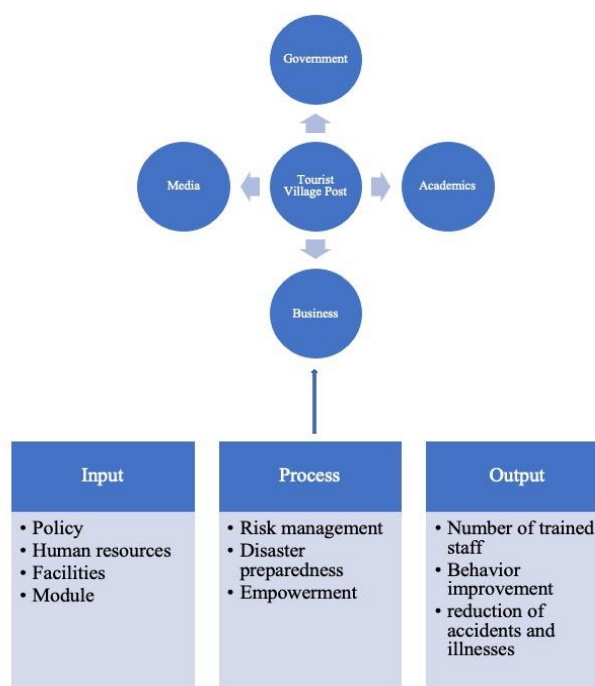 Government
Media
Tourist
Village Post
Academics
Business
Input
• Policy
• Human resources
• Facilities
• Module
Process
• Risk management
• Disaster
preparedness
• Empowerment
Output
• Number of trained
staff
• Behavior
improvement
• reduction of
accidents and
illnesses